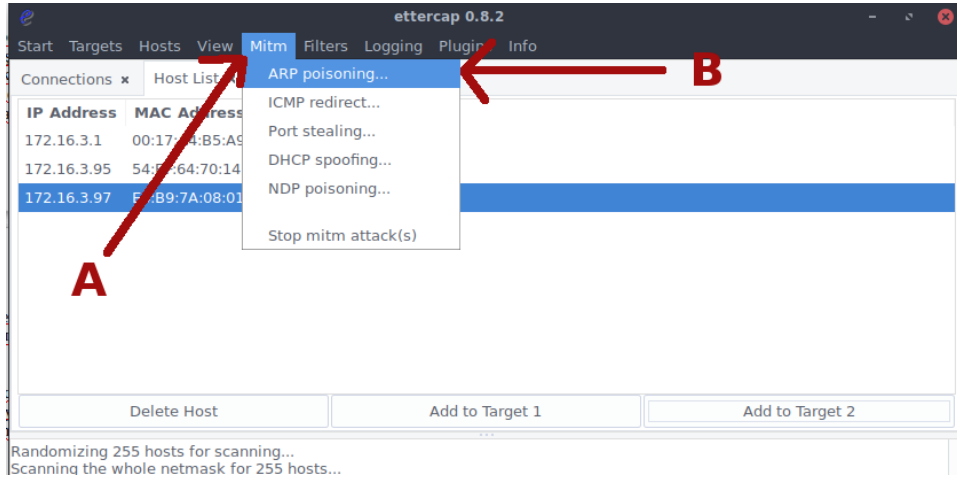 ettercap 0.8.2
Start Targets Hosts View Mitm Filters Logging Info
Connections × Host List
ARP poisoning...
B
IP Address MAC Address
ICMP redirect...
172.16.3.1
Port stealing...
172.16.3.95
DHCP spoofing...
172.16.3.97
NDP poisoning...
Stop mitm attack(s)
A
Delete Host Add to Target 1 Add to Target 2
Randomizing 255 hosts for scanning...
Scanning the whole netmask for 255 hosts...